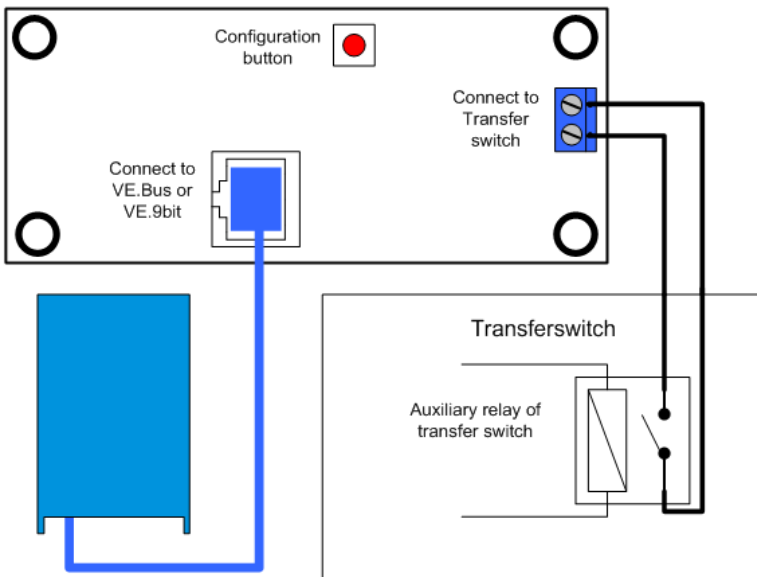 Configuration
button
Connect to
Transfer
switch
Connect to
VE.Bus or
VE.9bit
Transferswitch
Auxiliary relay of
transfer switch